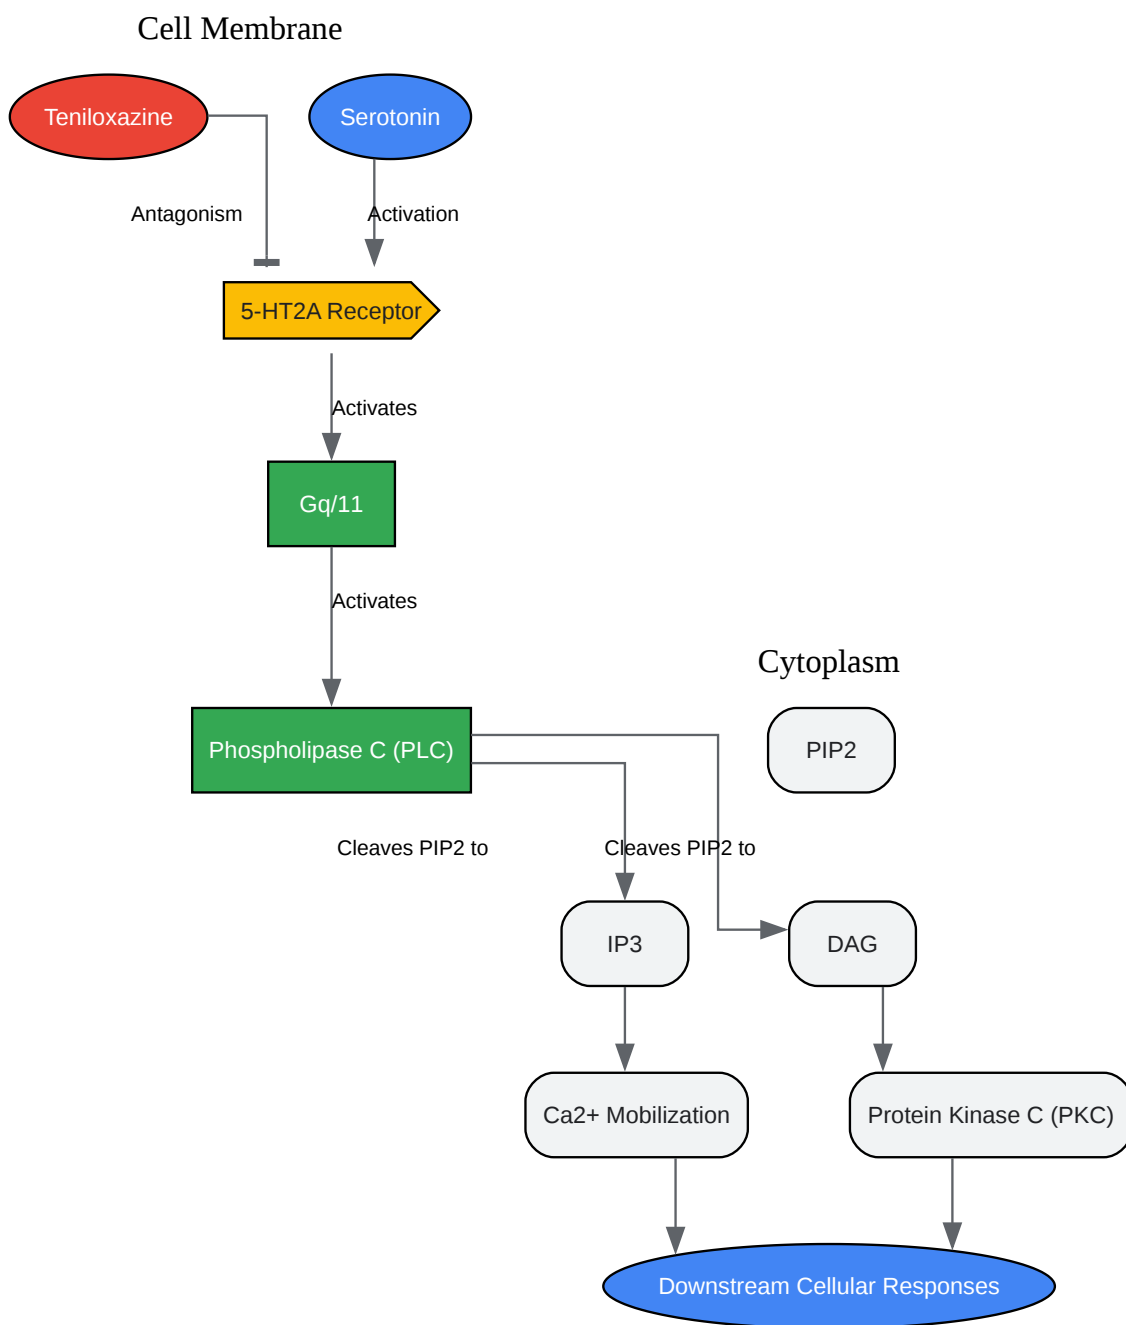 Cell Membrane
Teniloxazine
Serotonin
Antagonism
Activation
5-HT2A Receptor
Activates
Gq/11
Activates
Cytoplasm
Phospholipase C (PLC)
PIP2
Cleaves PIP2 to
Cleaves PIP2 to
IP3
DAG
Ca2+ Mobilization
Protein Kinase C (PKC)
Downstream Cellular Responses